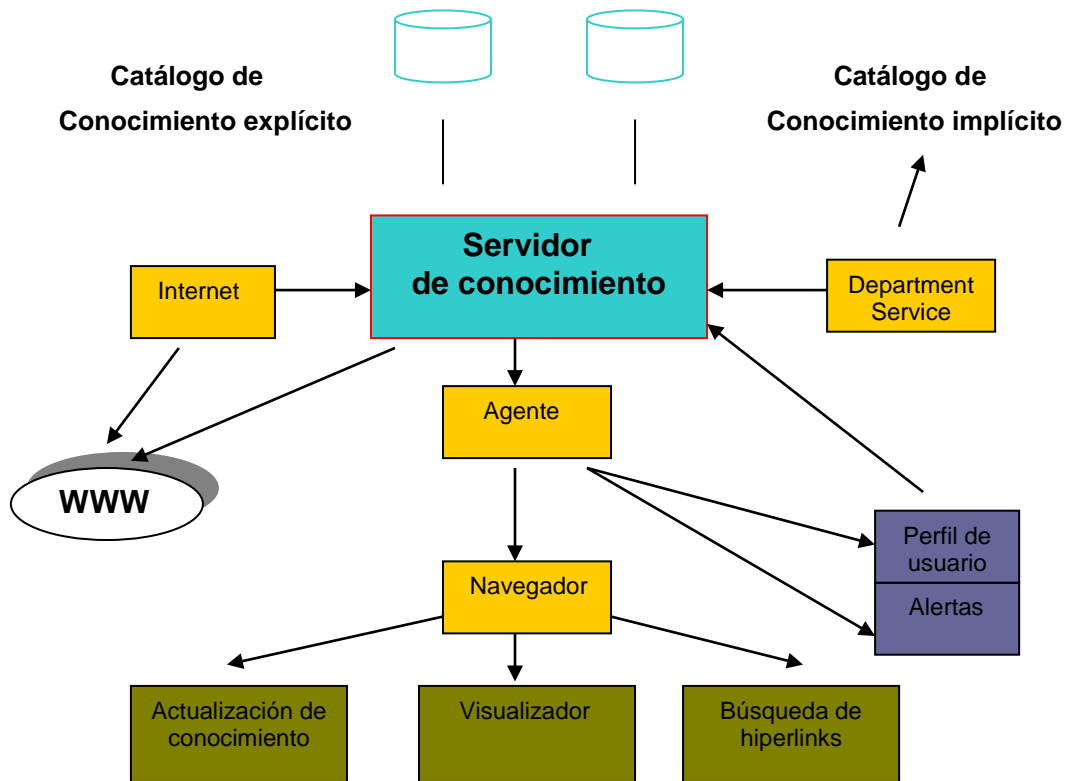 Catálogo de
Conocimiento explícito
Catálogo de
Conocimiento implícito
Servidor
de conocimiento
Internet
Department
Service
Agente
WWW
Perfil de
usuario
Alertas
Navegador
Actualización de
conocimiento
Visualizador
Búsqueda de
hiperlinks